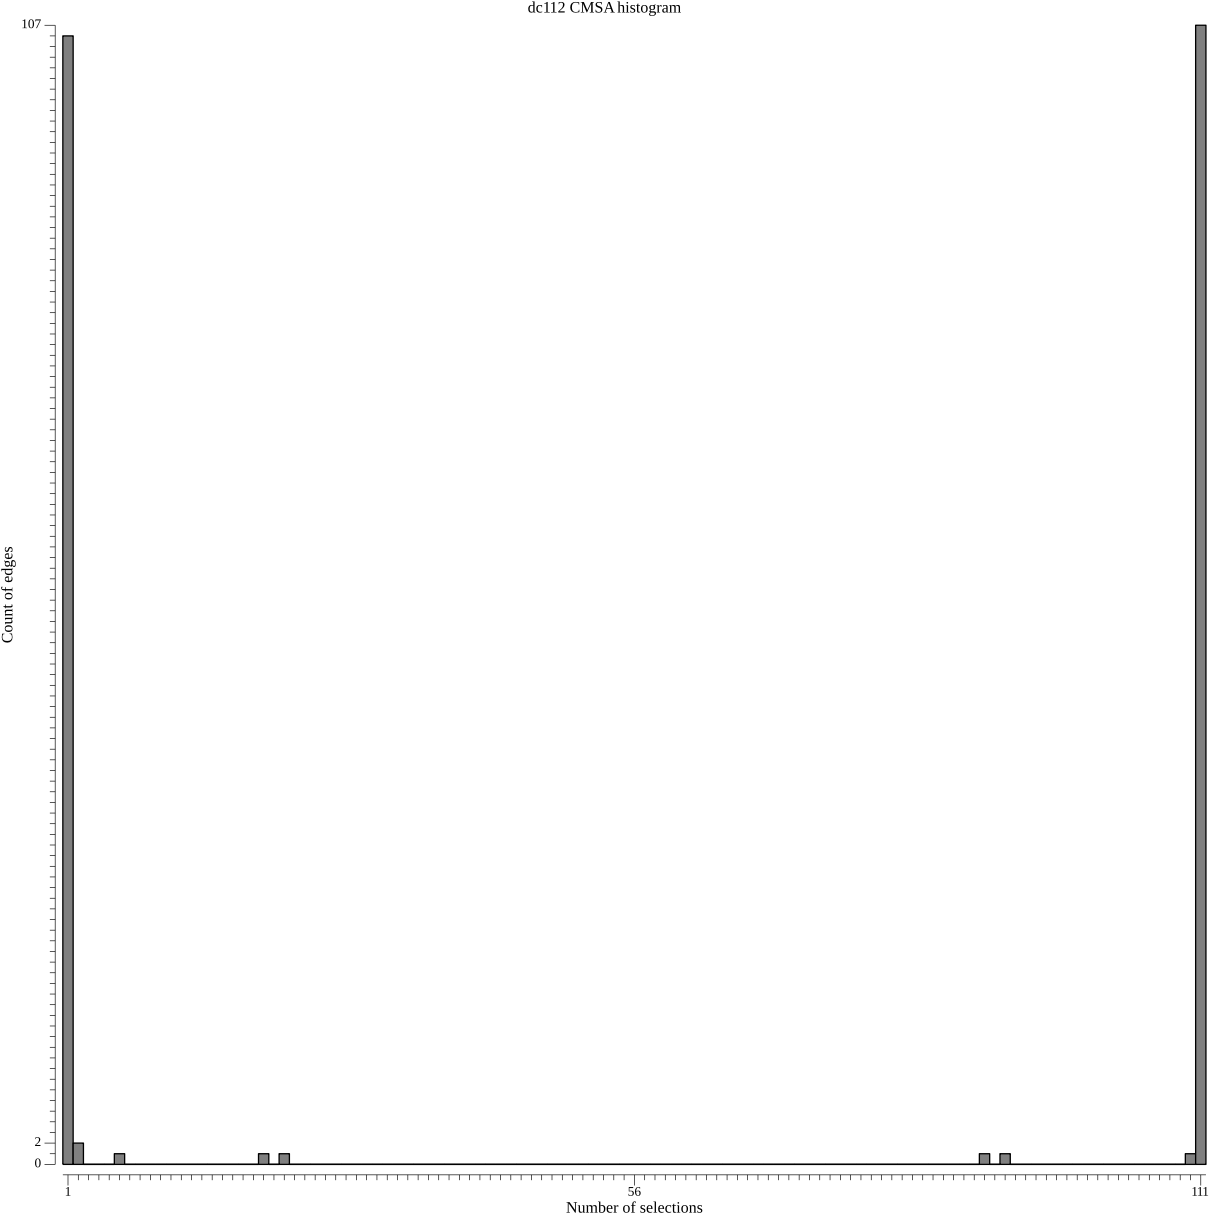 dc112 CMSA histogram
107
Count of edges
2
0
1
56
111
Number of selections